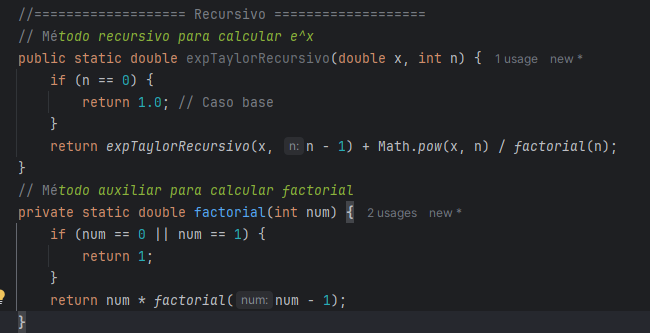 //=================== Recursivo ===================
// Método recursivo para calcular e^x
public static double expTaylorRecursivo(double x, int n) { 1 usage new *
if (n == 0) {
return 1.0; // Caso base
}
return expTaylorRecursivo(x, n: n - 1) + Math.pow(x, n) / factorial(n);
}
// Método auxiliar para calcular factorial
private static double factorial(int num) { 2 usages new *
if (num == 0 || num == 1) {
return 1;
}
return num * factorial( num: num - 1);
}